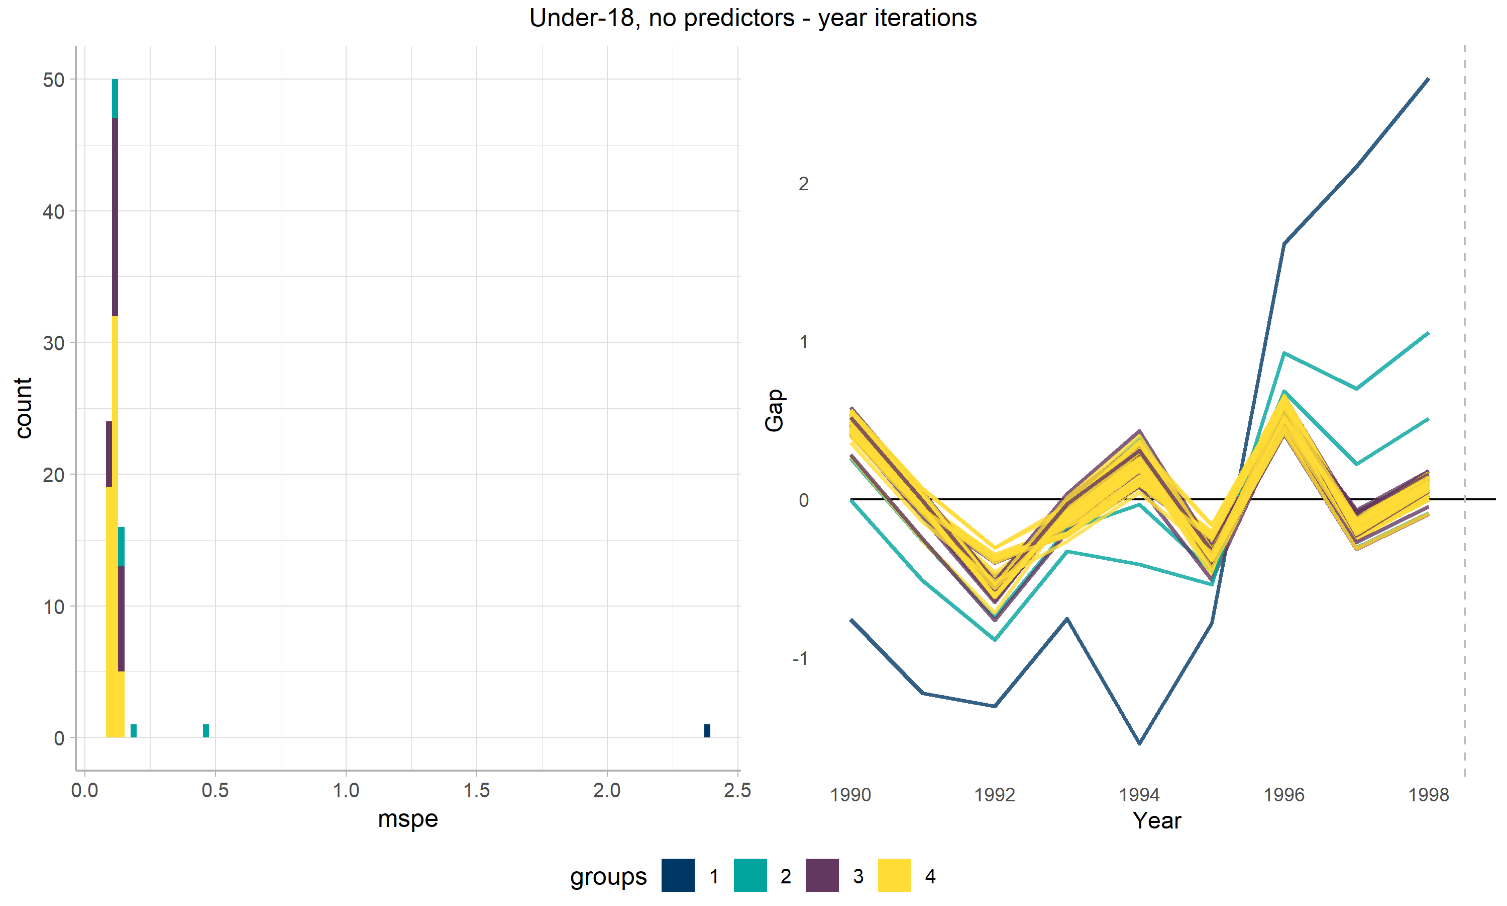 Under-18, no predictors - year iterations
50
40
30
20
10
0
count
0.0 0.5 1.0 1.5 2.0 2.5
mspe
2
1
0
-1
Gap
1990 1992 1994 1996 1998
Year
groups 1 2 3 4